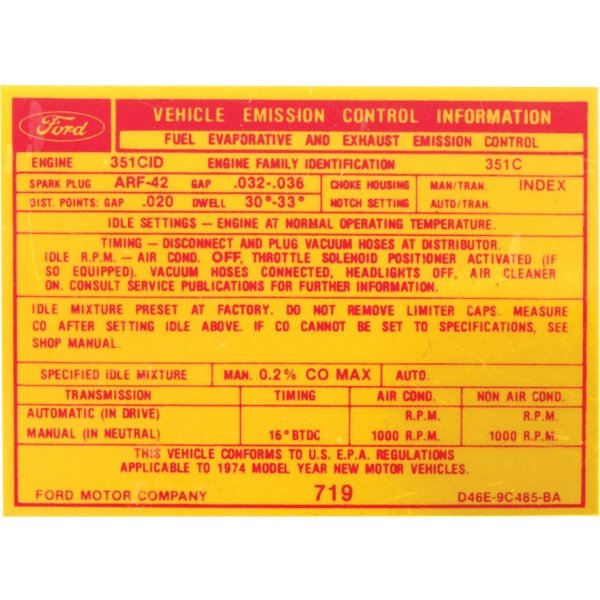 Ford
VEHICLE EMISSION CONTROL INFORMATION
FUEL EVAPORATIVE AND EXHAUST EMISSION CONTROL
ENGINE 351CID ENGINE FAMILY IDENTIFICATION 351C
SPARK PLUG ARF-42 GAP .032-.036 CHOKE HOUSING MAN/TRAN. INDEX
DIST. POINTS: GAP .020 DWELL 30°-33° NOTCH SETTING AUTO/TRAN.
IDLE SETTINGS – ENGINE AT NORMAL OPERATING TEMPERATURE.
TIMING – DISCONNECT AND PLUG VACUUM HOSES AT DISTRIBUTOR.
IDLE R.P.M – AIR COND. OFF, THROTTLE SOLENOID POSITIONER ACTIVATED (IF
SO EQUIPPED). VACUUM HOSES CONNECTED, HEADLIGHTS OFF, AIR CLEANER
ON. CONSULT SERVICE PUBLICATIONS FOR FURTHER INFORMATION.
IDLE MIXTURE PRESET AT FACTORY. DO NOT REMOVE LIMITER CAPS. MEASURE
CO AFTER SETTING IDLE ABOVE. IF CO CANNOT BE SET TO SPECIFICATIONS, SEE
SHOP MANUAL.
SPECIFIED IDLE MIXTURE MAN. 0.2% CO MAX AUTO.
TRANSMISSION TIMING AIR COND. NON AIR COND.
AUTOMATIC (IN DRIVE) R.P.M. R.P.M.
MANUAL (IN NEUTRAL) 16° BTDC 1000 R.P.M. 1000 R.P.M.
THIS VEHICLE CONFORMS TO U.S. E.P.A. REGULATIONS
APPLICABLE TO 1974 MODEL YEAR NEW MOTOR VEHICLES.
FORD MOTOR COMPANY 719 D46E-9C485-BA